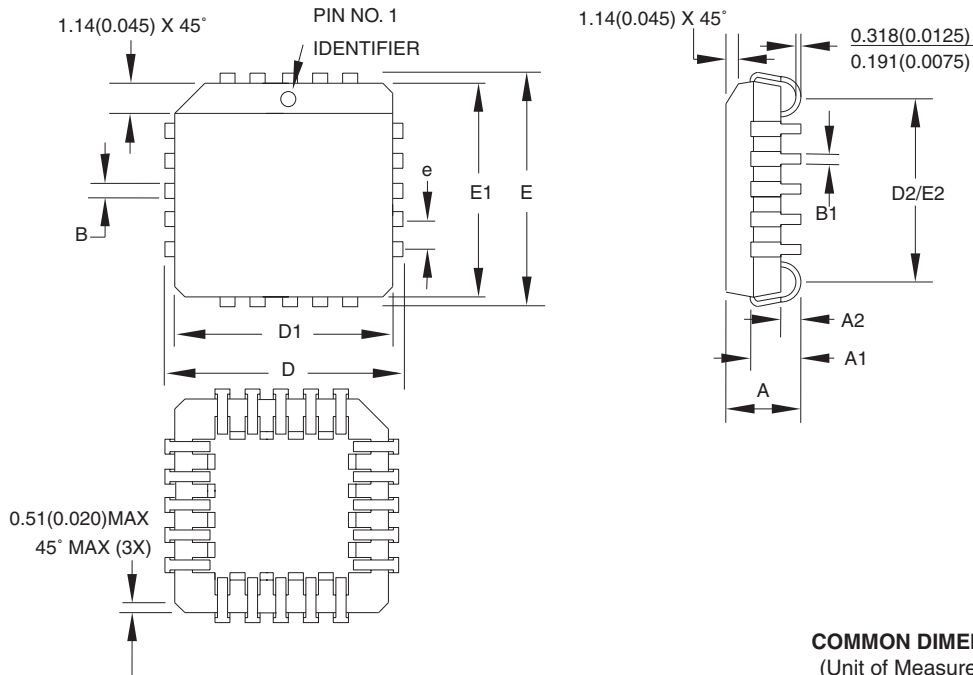 1.14(0.045) X 45˚
PIN NO. 1
IDENTIFIER
1.14(0.045) X 45˚
0.318(0.0125)
0.191(0.0075)
e
E1
E
B
D1
D
B1
D2/E2
A2
A1
A
0.51(0.020)MAX
45˚ MAX (3X)
COMMON
(Unit of